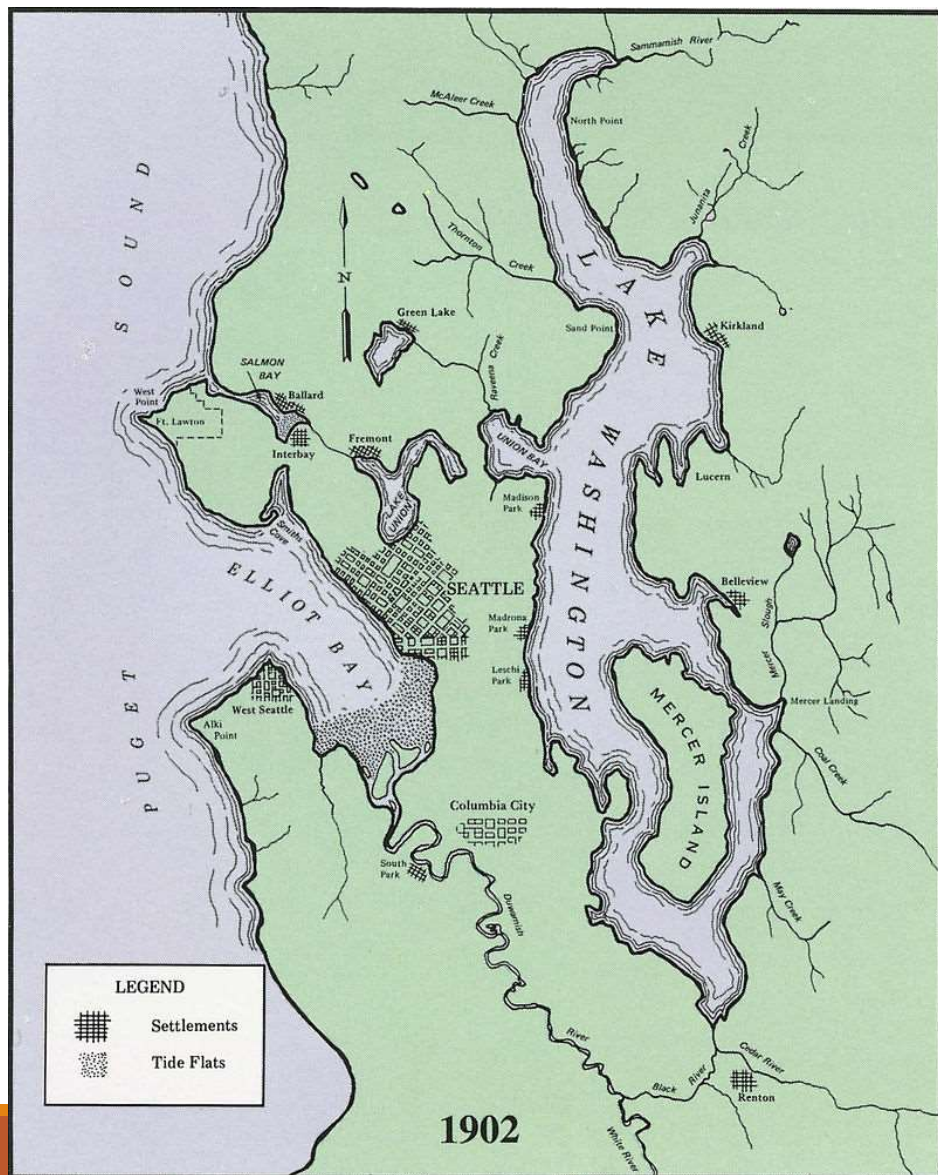 Sammamish River
McAleer Creek
North Point
Junanita Creek
Thornton Creek
PUGET SOUND
LAKE WASHINGTON
N
Green Lake
Sand Point
Kirkland
Ravenna Creek
SALMON BAY
West Point
Ballard
Ft. Lawton
Interbay
Fremont
UNION BAY
LAKE UNION
Lucern
Madison Park
Smiths Cove
ELLIOT BAY
SEATTLE
Belleview
Madrona Park
Mercer Slough
Leschi Park
West Seattle
MERCER ISLAND
Mercer Landing
Alki Point
Coal Creek
Columbia City
South Park
May Creek
Duwamish River
LEGEND
Settlements
Tide Flats
Cedar River
Black River
Renton
White River
1902